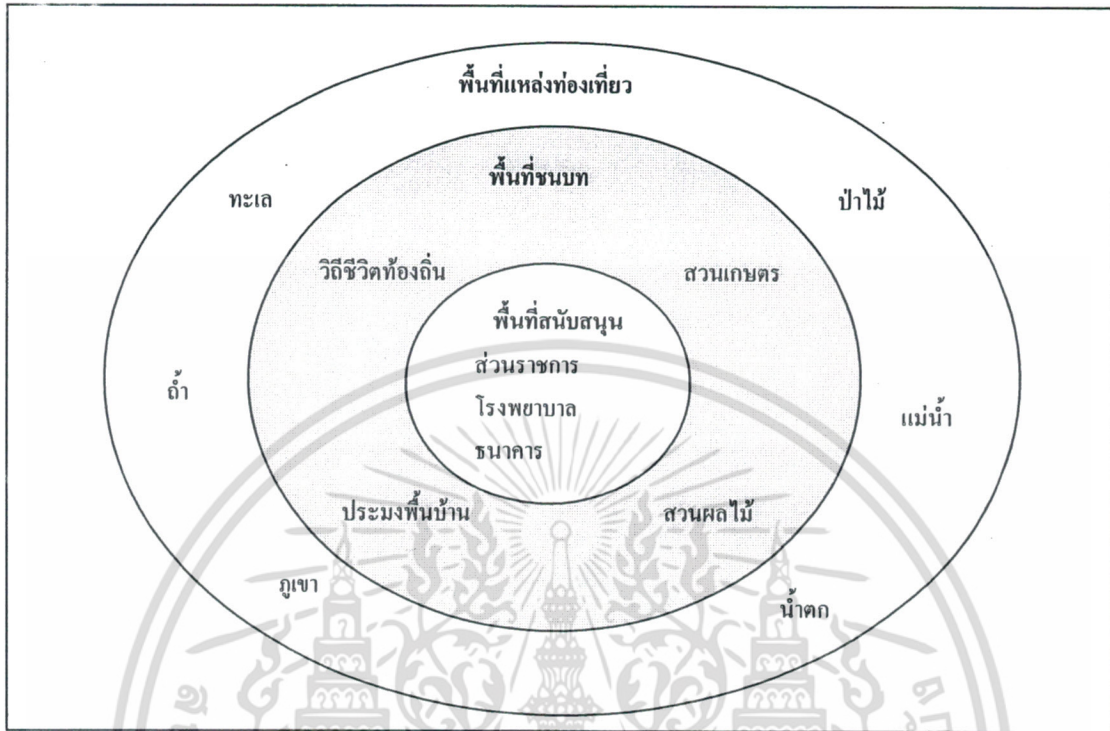 พื้นที่แหล่งท่องเที่ยว
พื้นที่ชนบท
ทะเล
ป่าไม้
วิถีชีวิตท้องถิ่น
สวนเกษตร
พื้นที่สนับสนุน
ส่วนราชการ
โรงพยาบาล
ธนาคาร
ถ้ำ
แม่น้ำ
ประมงพื้นบ้าน
สวนผลไม้
ภูเขา
น้ำตก